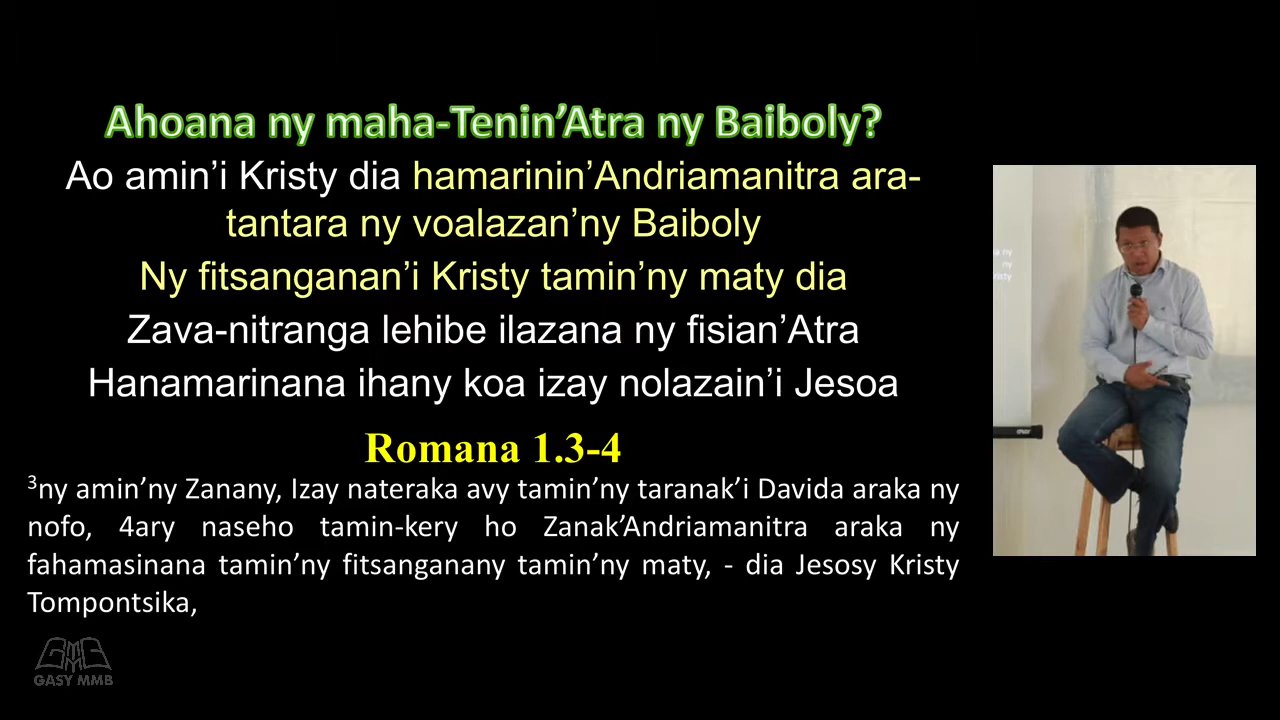 Ahoana ny maha-Tenin’Atra ny Baiboly?
Ao amin’i Kristy dia hamarinin’Andriamanitra ara-
tantara ny voalazan’ny Baiboly
Ny fitsanganan’i Kristy tamin’ny maty dia
Zava-nitranga lehibe ilazana ny fisian’Atra
Hanamarinana ihany koa izay nolazain’i Jesoa
Romana 1.3-4
3ny amin’ny Zanany, Izay nateraka avy tamin’ny taranak’i Davida araka ny
nofo, 4ary naseho tamin-kery ho Zanak’Andriamanitra araka ny
fahamasinana tamin’ny fitsanganany tamin’ny maty, - dia Jesosy Kristy
Tompontsika,
GASY MMB
ny